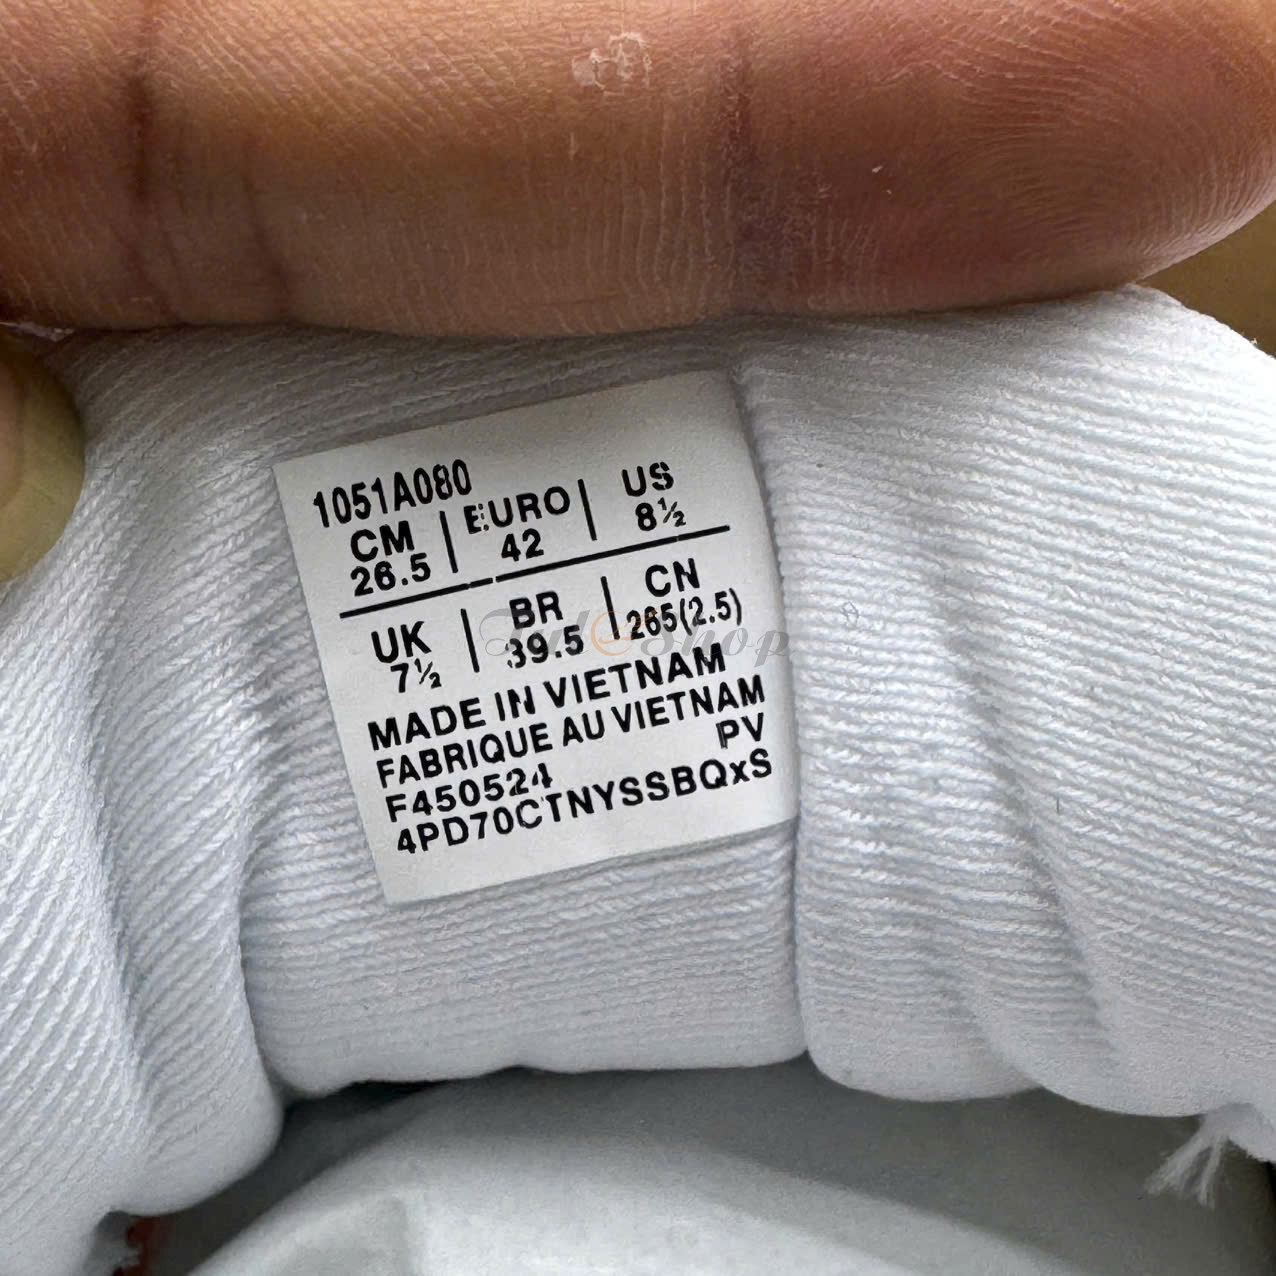 1051A080
CM | EURO | US
26.5 | 42 | 8½
UK | BR | CN
7½ | 39.5 | 265(2.5)
MADE IN VIETNAM
FABRIQUE AU VIETNAM
PV
F450524
4PD70CTNYSSBQxS